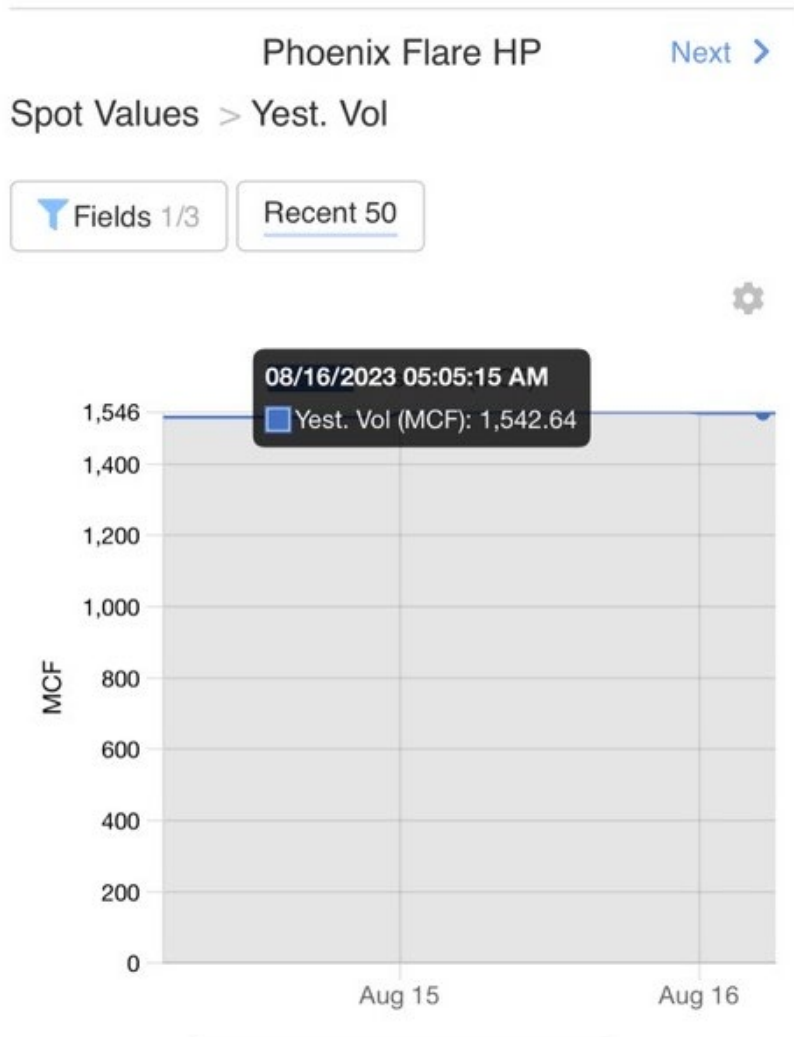 Phoenix Flare HP Next >
Spot Values > Yest. Vol
Fields 1/3 Recent 50
08/16/2023 05:05:15 AM
Yest. Vol (MCF): 1,542.64
1,546
1,400
1,200
1,000
800
600
400
200
0
MCF
Aug 15 Aug 16